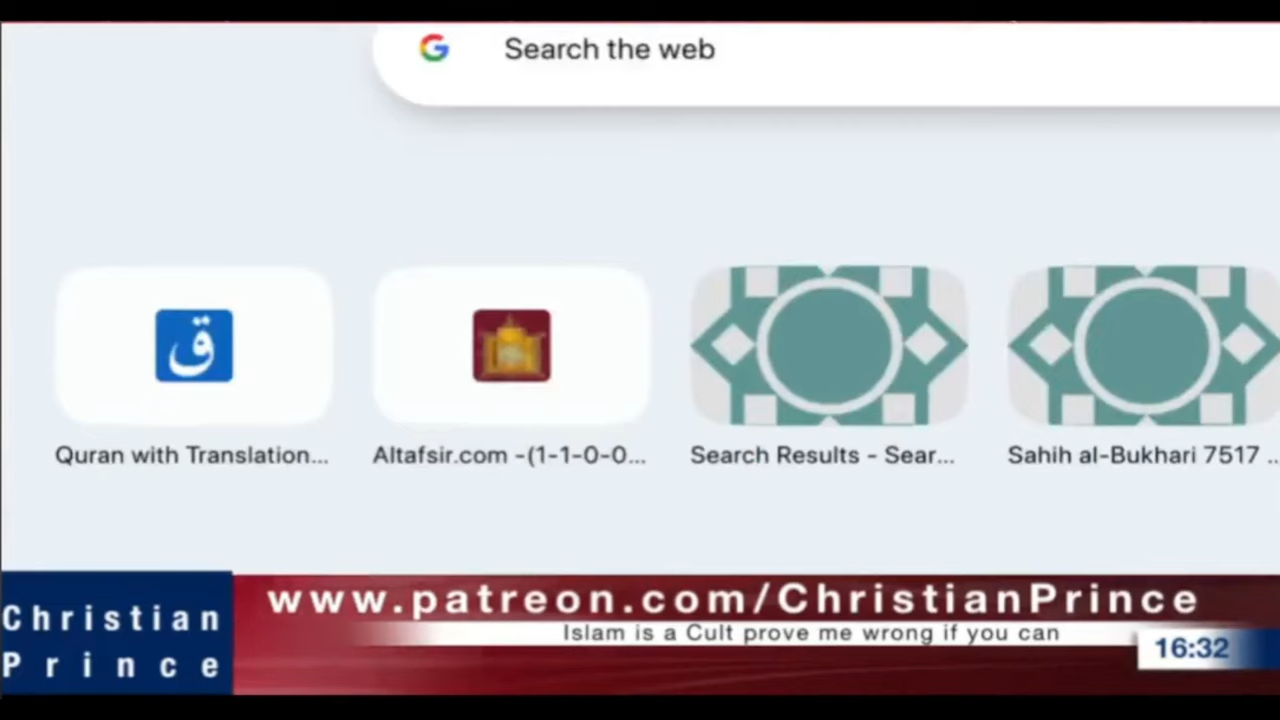 G Search the web
ق
Quran with Translation...
Altafsir.com -(1-1-0-0...
Search Results - Sear...
Sahih al-Bukhari 7517 ...
www.patreon.com/ChristianPrince
Islam is a Cult prove me wrong if you can
Christian
Prince
16:32